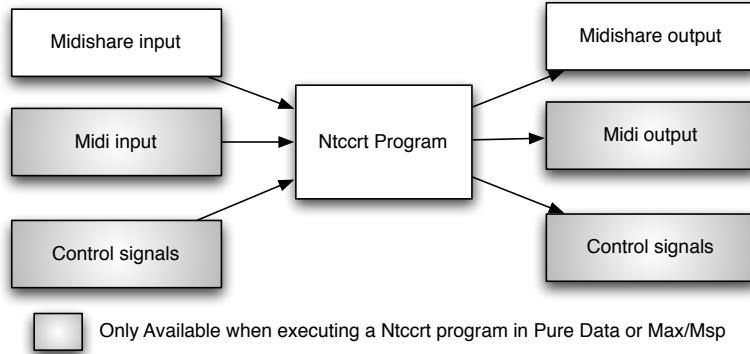 Midishare input
Midi input
Control signals
Ntccrt Program
Midishare output
Midi output
Control signals
Only Available when executing a Ntccrt program in Pure Data or Max/Msp